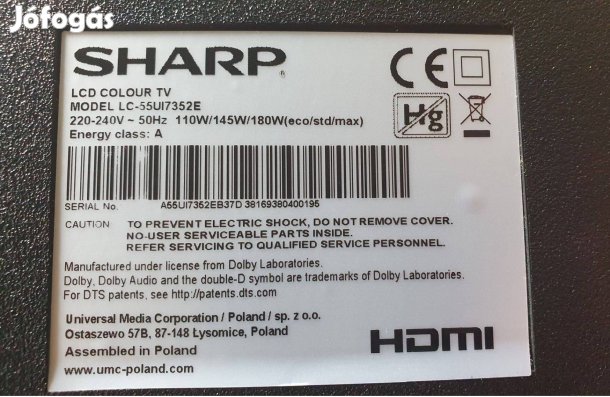 Jófogás
SHARP
LCD COLOUR TV
MODEL LC-55UI7352E
220-240V ~ 50Hz 110W/145W/180W(eco/std/max)
Energy class: A
CE
Hg
SERIAL No. A55UI7352EB37D 38169380400195
CAUTION TO PREVENT ELECTRIC SHOCK, DO NOT REMOVE COVER.
NO-USER SERVICEABLE PARTS INSIDE.
REFER SERVICING TO QUALIFIED SERVICE PERSONNEL.
Manufactured under license from Dolby Laboratories.
Dolby, Dolby Audio and the double-D symbol are trademarks of Dolby Laboratories.
For DTS patents, see http://patents.dts.com
Universal Media Corporation / Poland / sp. z o.o.
Ostaszewo 57B, 87-148 Łysomice, Poland
Assembled in Poland
www.umc-poland.com
HDMI